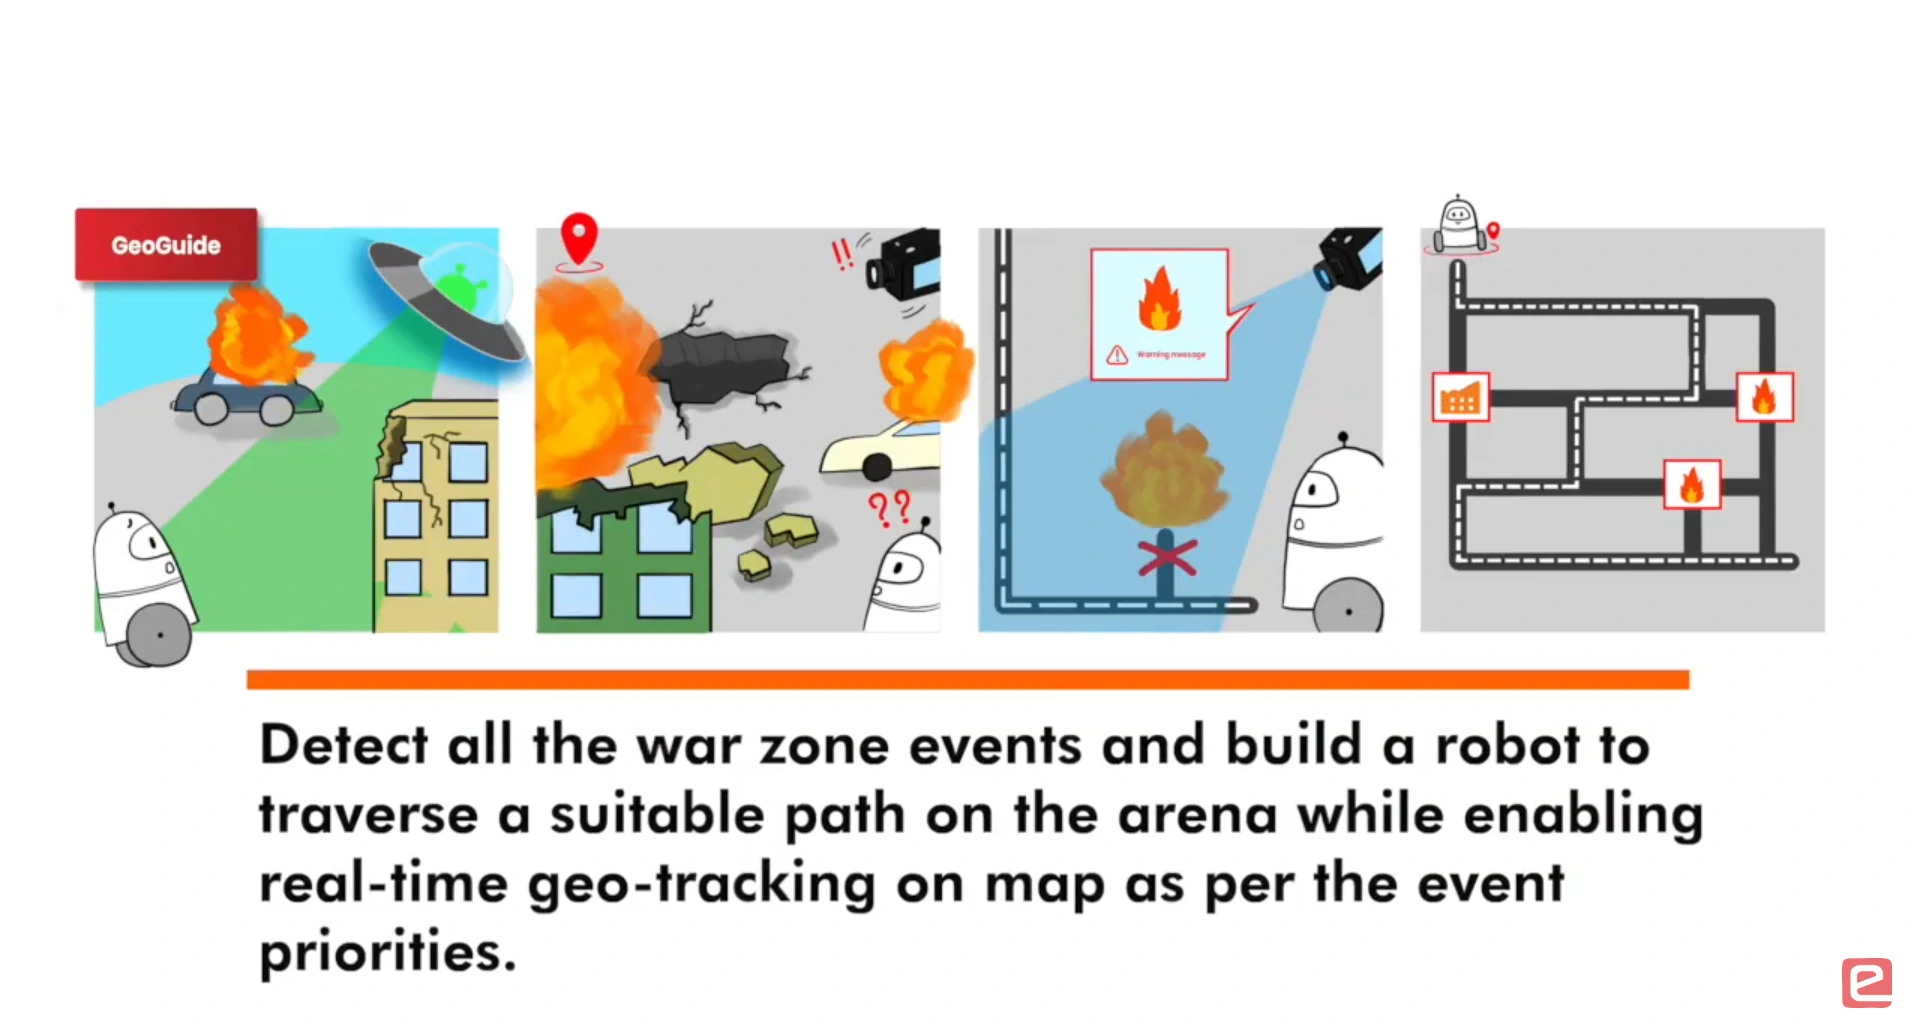 GeoGuide
!!
??
Warning message
Detect all the war zone events and build a robot to
traverse a suitable path on the arena while enabling
real-time geo-tracking on map as per the event
priorities.
e